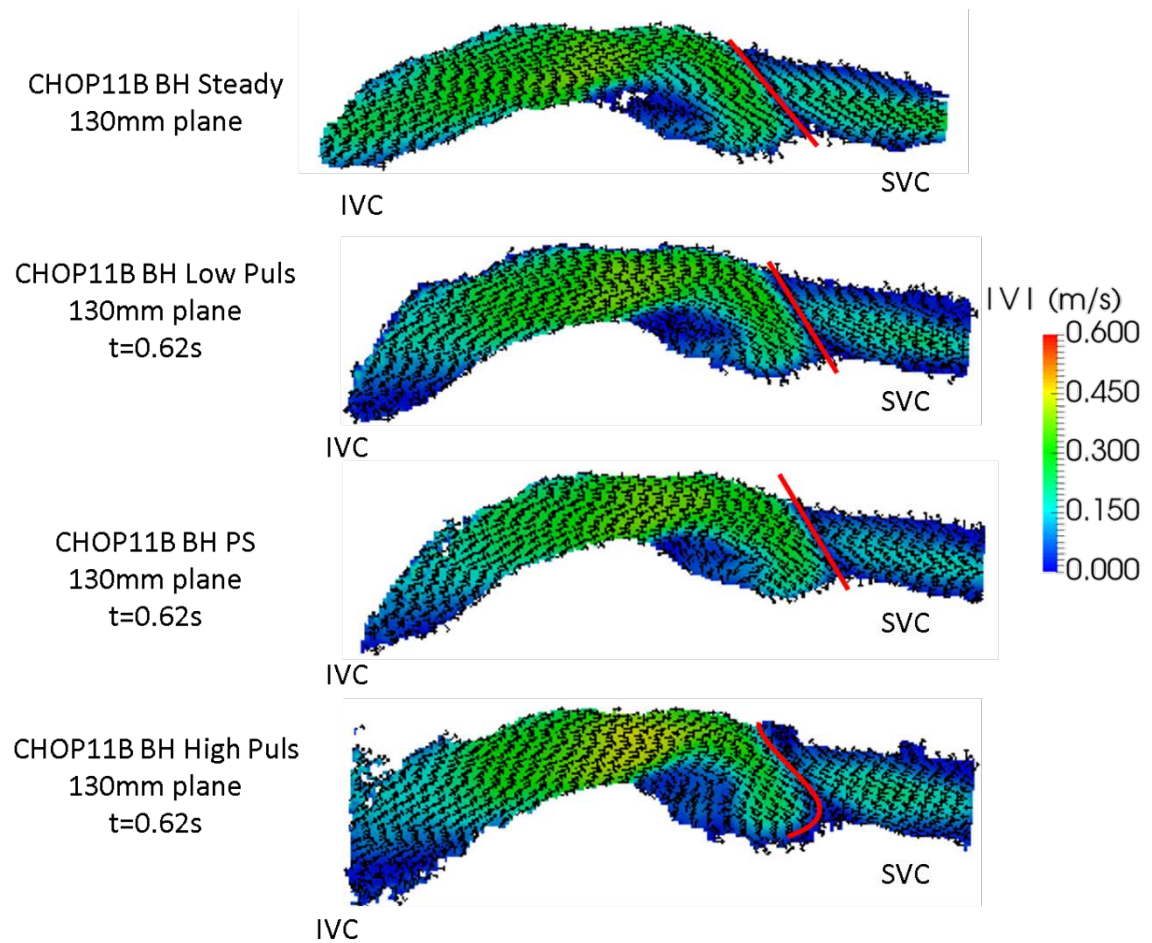 CHOP11B BH Steady
130mm plane
IVC
SVC
CHOP11B BH Low Puls
130mm plane
t=0.62s
IVC
SVC
|V| (m/s)
0.600
0.450
0.300
0.150
0.000
CHOP11B BH PS
130mm plane
t=0.62s
IVC
SVC
CHOP11B BH High Puls
130mm plane
t=0.62s
IVC
SVC